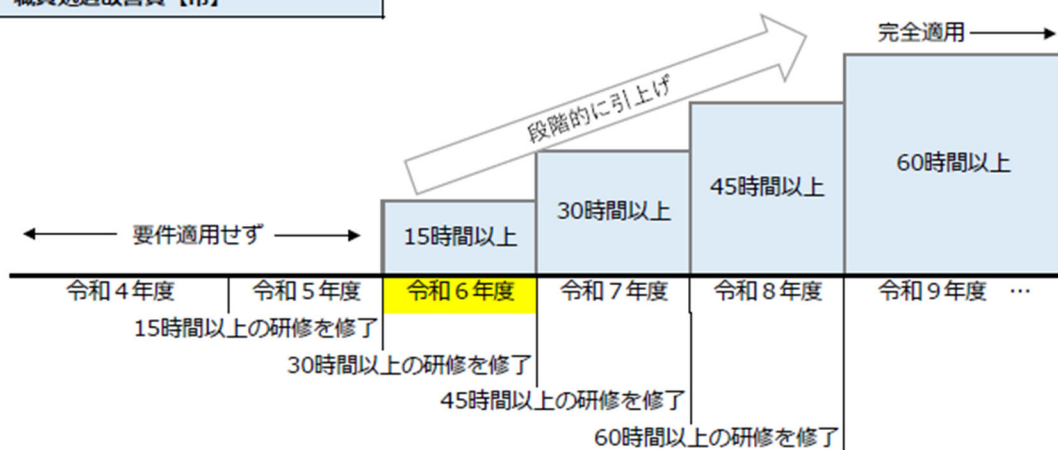 完全適用
段階的に引上げ
60時間以上
45時間以上
30時間以上
15時間以上
要件適用せず
令和4年度 令和5年度 令和6年度 令和7年度 令和8年度 令和9年度 …
15時間以上の研修を修了
30時間以上の研修を修了
45時間以上の研修を修了
60時間以上の研修を修了